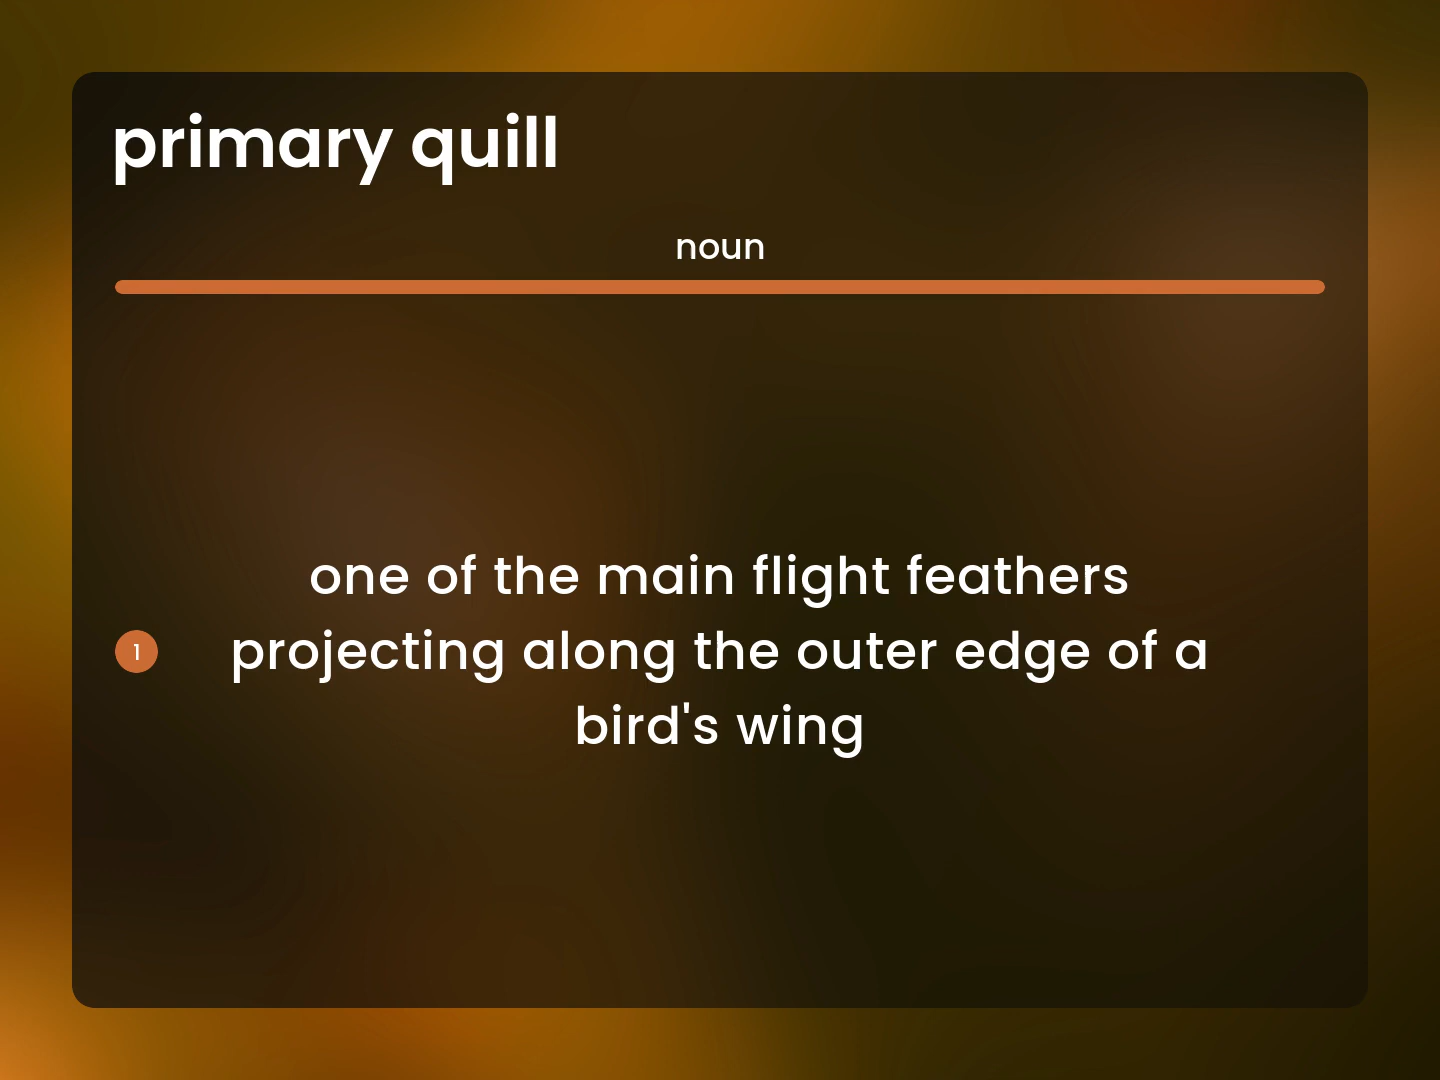 primary quill
noun
one of the main flight feathers
1
projecting along the outer edge of a
bird's wing